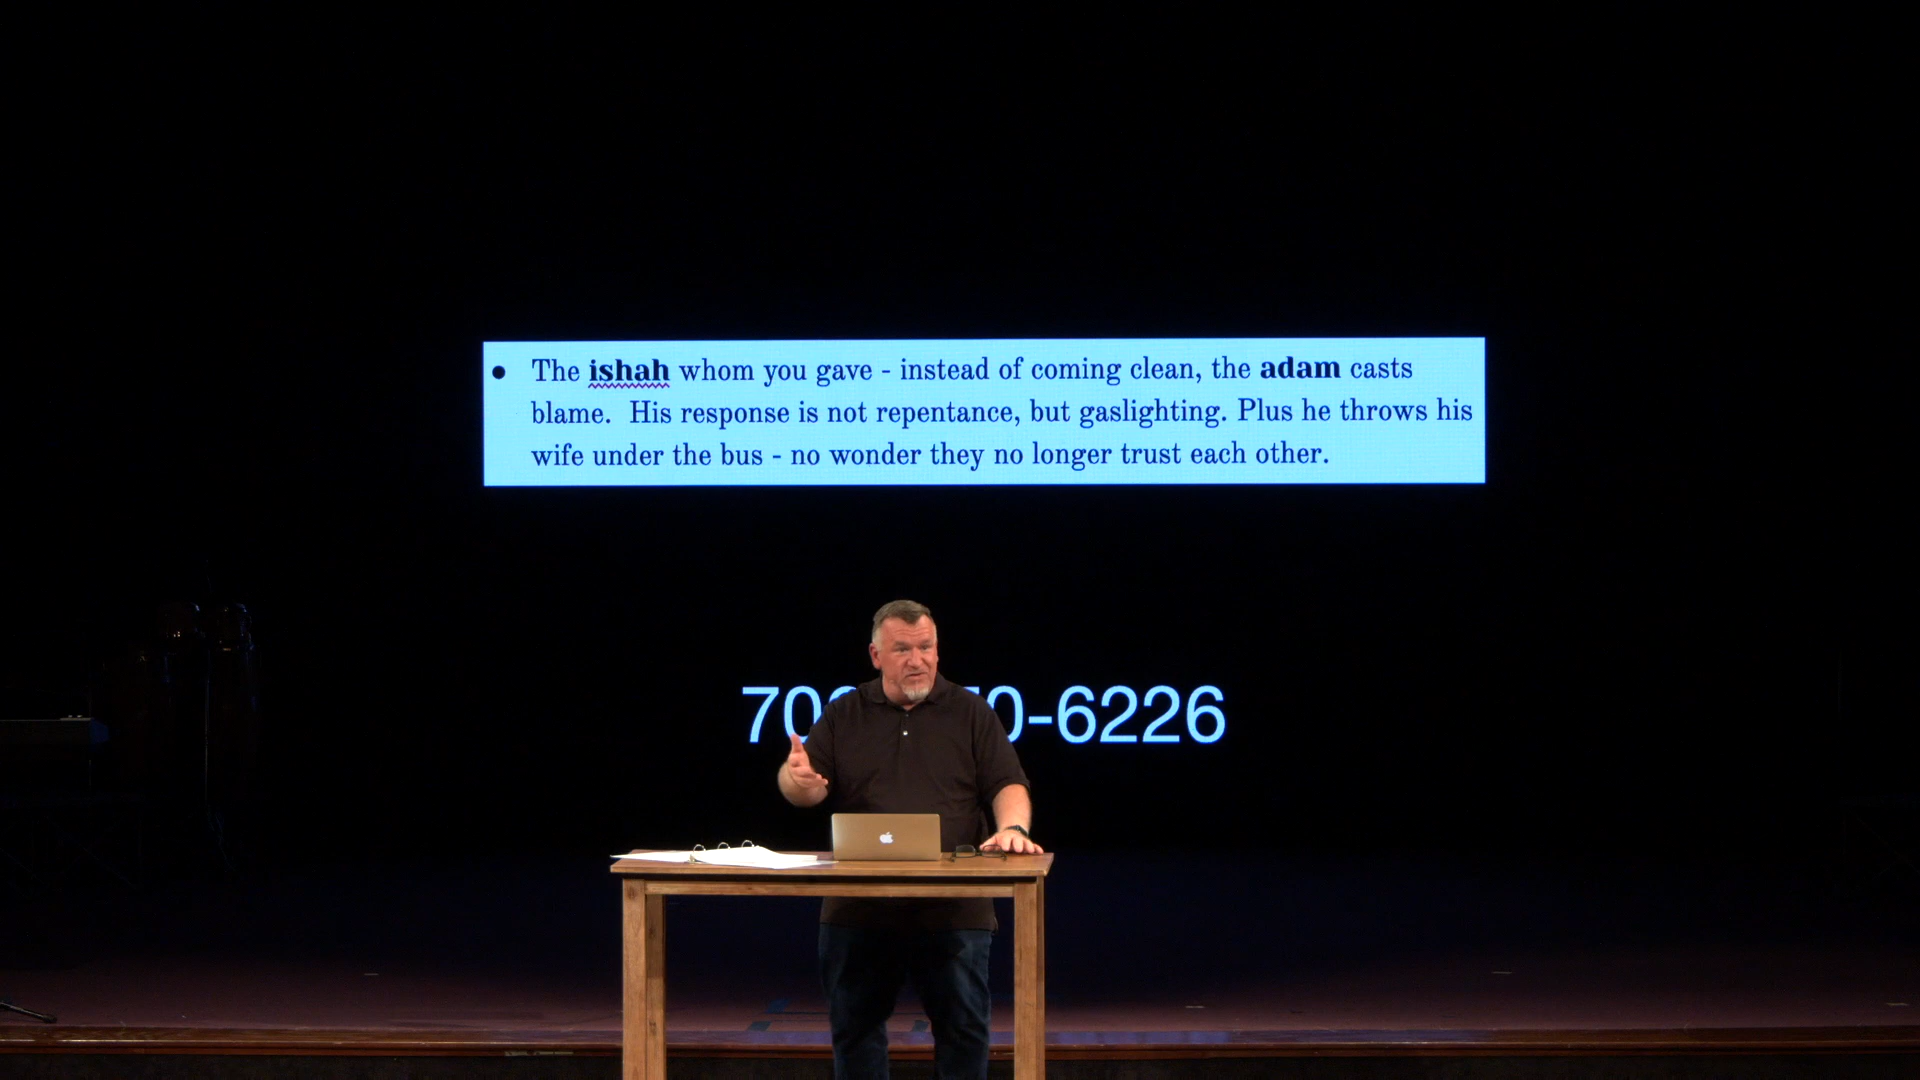 • The ishah whom you gave - instead of coming clean, the adam casts
blame. His response is not repentance, but gaslighting. Plus he throws his
wife under the bus - no wonder they no longer trust each other.
70 0-6226